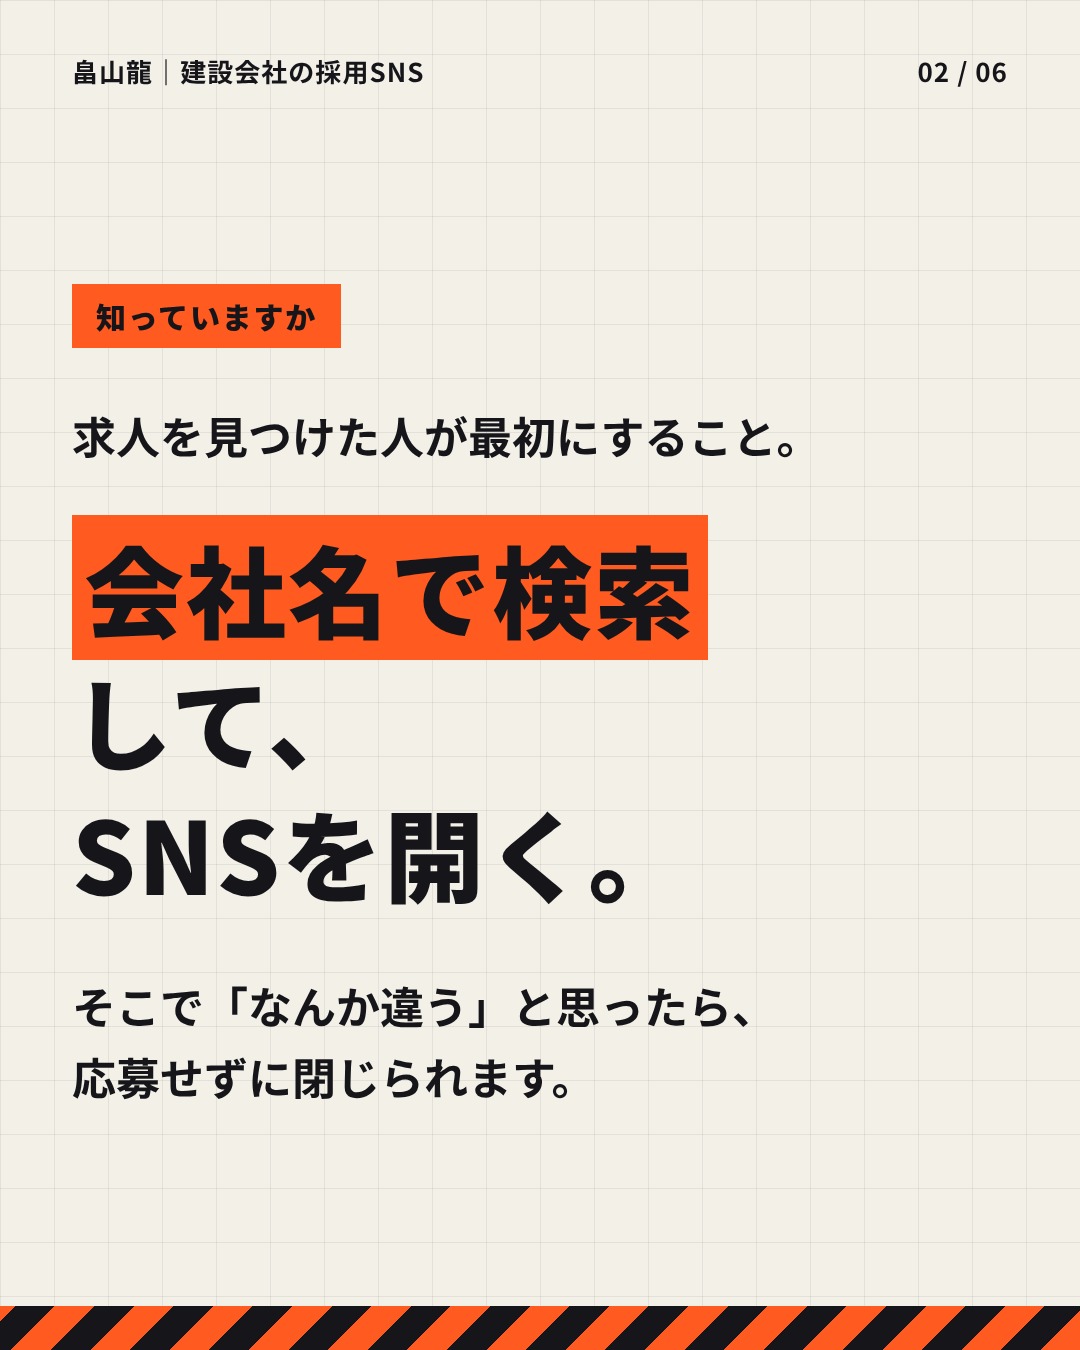 畠山龍｜建設会社の採用SNS
02 / 06
知っていますか
求人を見つけた人が最初にすること。
会社名で検索
して、
SNSを開く。
そこで「なんか違う」と思ったら、
応募せずに閉じられます。